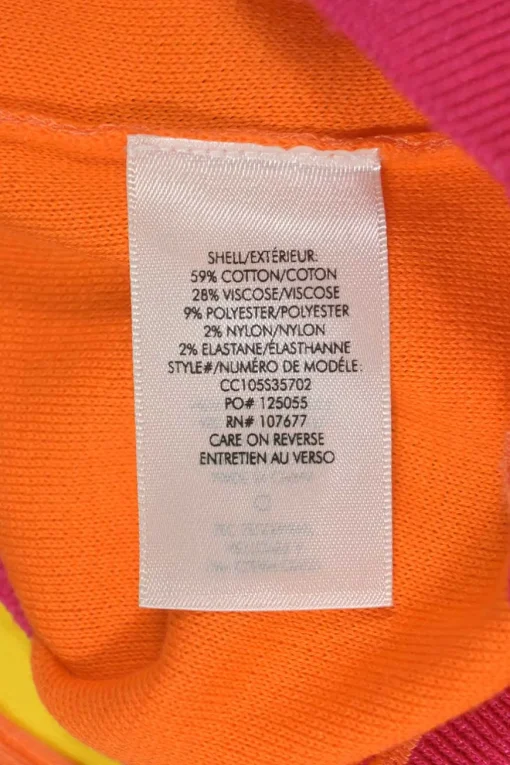 SHELL/EXTÉRIEUR:
59% COTTON/COTON
28% VISCOSE/VISCOSE
9% POLYESTER/POLYESTER
2% NYLON/NYLON
2% ELASTANE/ÉLASTHANNE
STYLE#/NUMÉRO DE MODÉLE:
CC105S35702
PO# 125055
RN# 107677
CARE ON REVERSE
ENTRETIEN AU VERSO